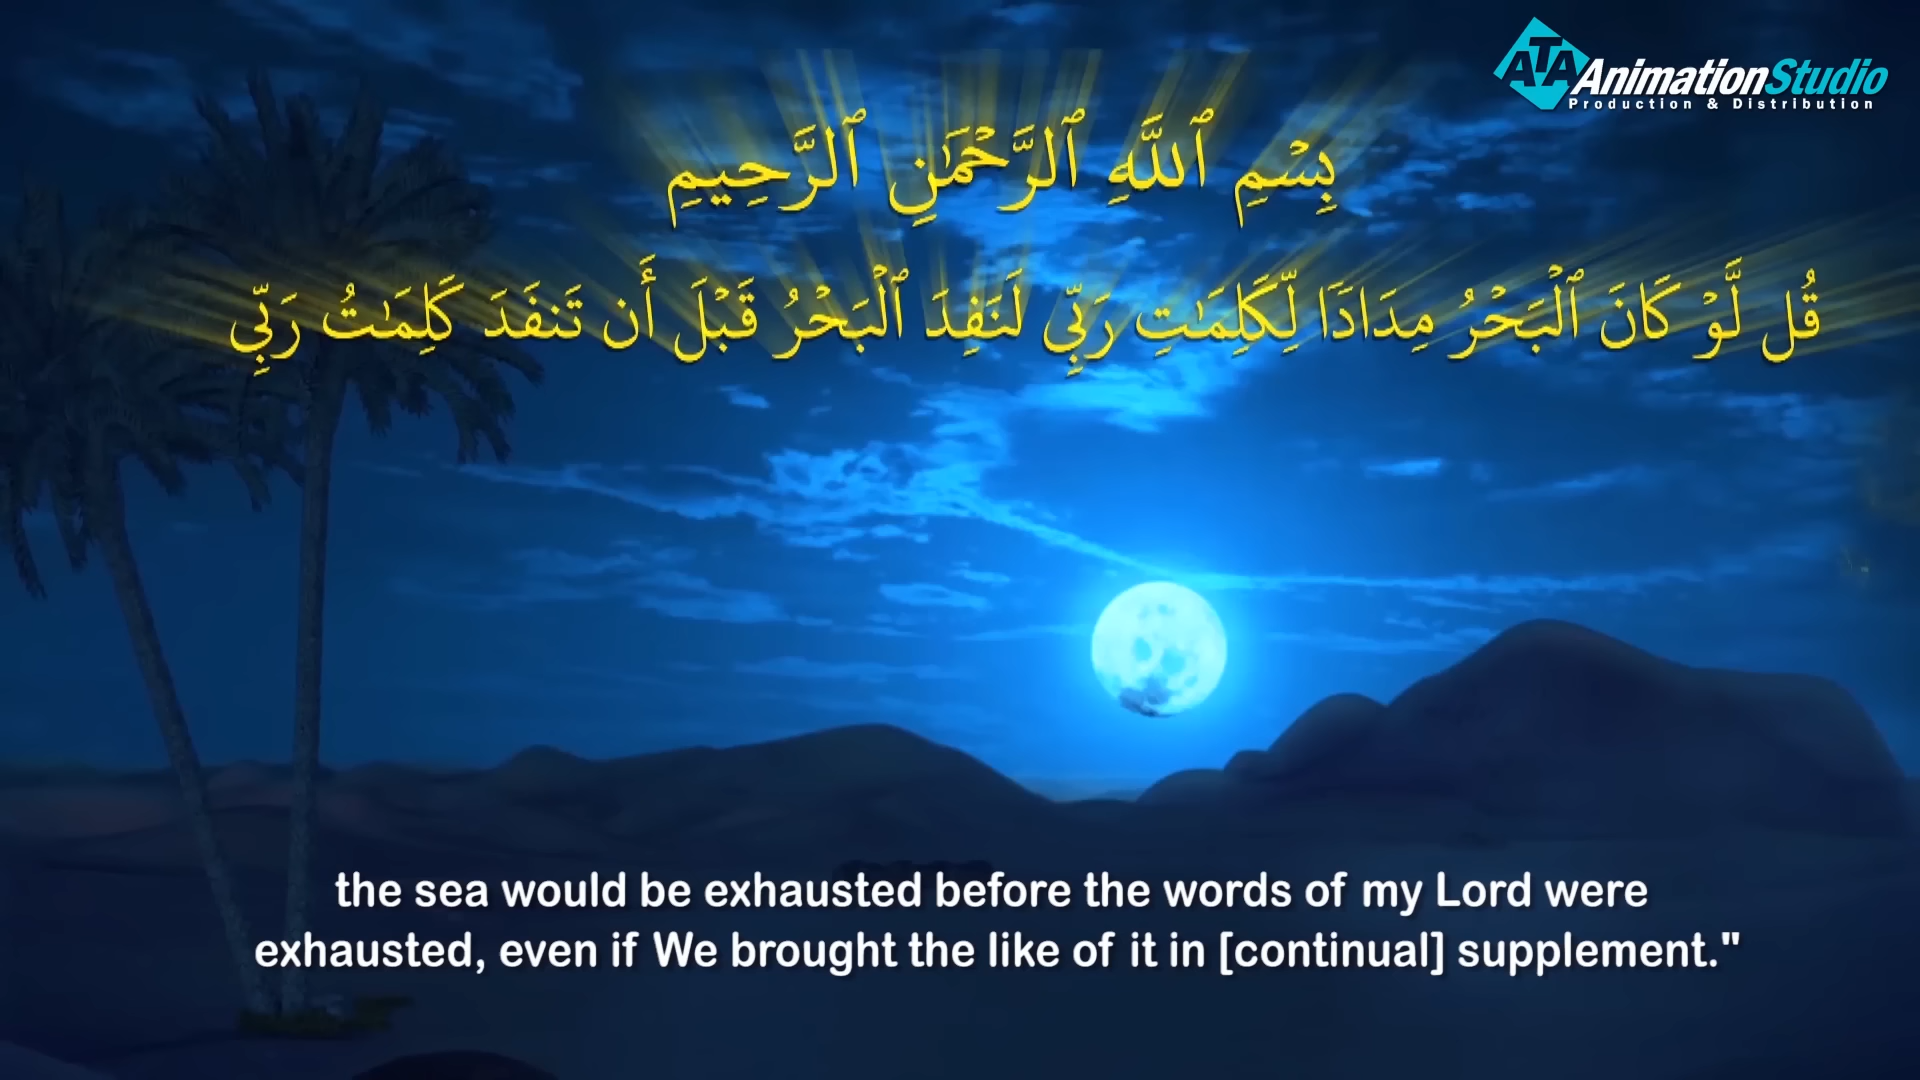 ATA AnimationStudio
Production & Distribution
بِسْمِ ٱللَّهِ ٱلرَّحْمَٰنِ ٱلرَّحِيمِ
قُل لَّوْ كَانَ ٱلْبَحْرُ مِدَادًا لِّكَلِمَٰتِ رَبِّي لَنَفِدَ ٱلْبَحْرُ قَبْلَ أَن تَنفَدَ كَلِمَٰتُ رَبِّي
the sea would be exhausted before the words of my Lord were
exhausted, even if We brought the like of it in [continual] supplement."